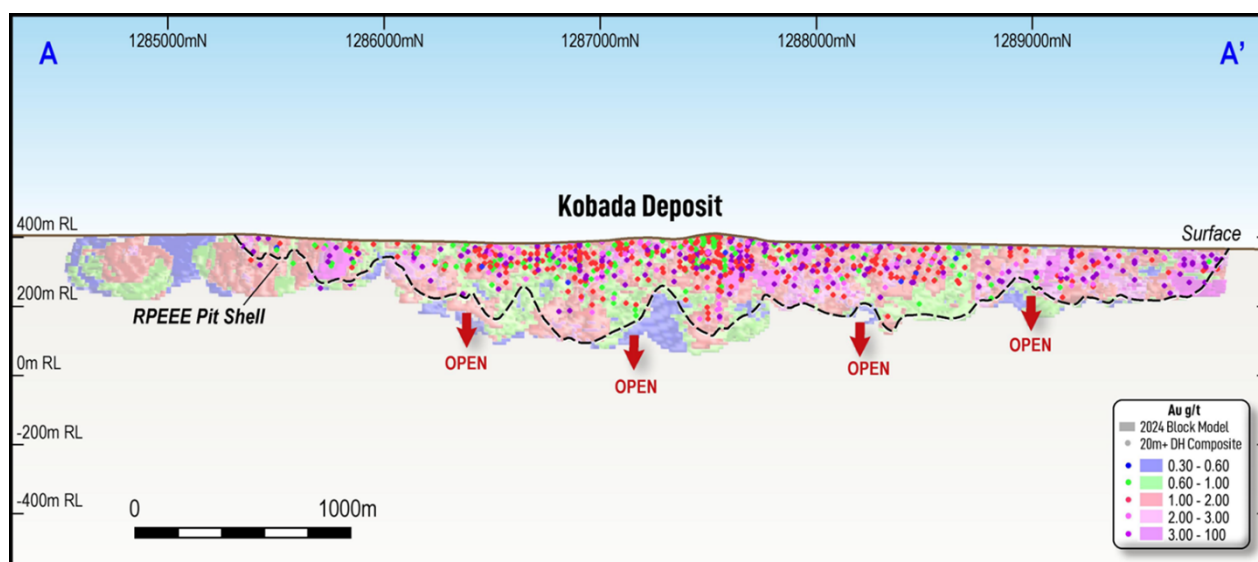 1285000mN 1286000mN 1287000mN 1288000mN 1289000mN
A A'
Kobada Deposit
400m RL
Surface
200m RL
RPEEE Pit Shell
OPEN
OPEN
OPEN
OPEN
0m RL
-200m RL
-400m RL
0 1000m
Au g/t
2024 Block Model
20m+ DH Composite
0.30 - 0.60
0.60 - 1.00
1.00 - 2.00
2.00 - 3.00
3.00 - 100